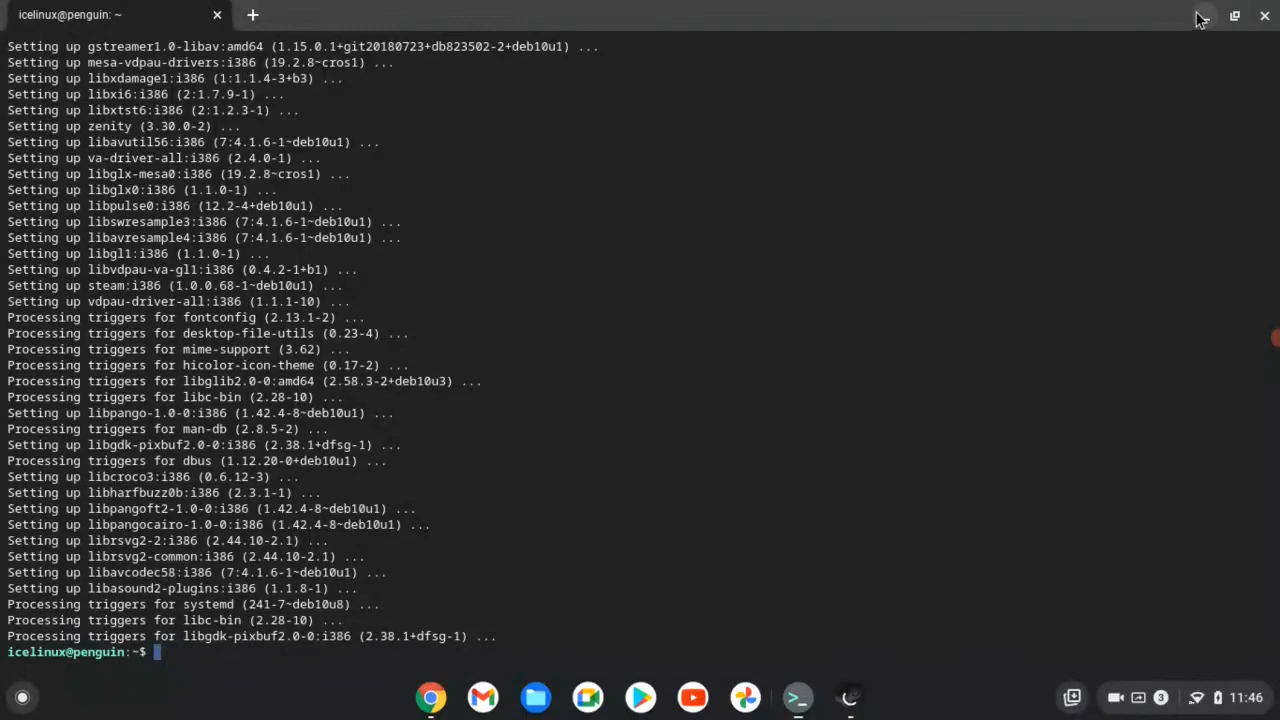 icelinux@penguin: ~
Setting up gstreamer1.0-libav:amd64 (1.15.0.1+git20180723+db823502-2+deb10u1) ...
Setting up mesa-vdpau-drivers:i386 (19.2.8~cros1) ...
Setting up libxdamage1:i386 (1:1.1.4-3+b3) ...
Setting up libxi6:i386 (2:1.7.9-1) ...
Setting up libxtst6:i386 (2:1.2.3-1) ...
Setting up zenity (3.30.0-2) ...
Setting up libavutil56:i386 (7:4.1.6-1~deb10u1) ...
Setting up va-driver-all:i386 (2.4.0-1) ...
Setting up libglx-mesa0:i386 (19.2.8~cros1) ...
Setting up libglx0:i386 (1.1.0-1) ...
Setting up libpulse0:i386 (12.2-4+deb10u1) ...
Setting up libswresample3:i386 (7:4.1.6-1~deb10u1) ...
Setting up libavresample4:i386 (7:4.1.6-1~deb10u1) ...
Setting up libgl1:i386 (1.1.0-1) ...
Setting up libvdpau-va-gl1:i386 (0.4.2-1+b1) ...
Setting up steam:i386 (1.0.0.68-1~deb10u1) ...
Setting up vdpau-driver-all:i386 (1.1.1-10) ...
Processing triggers for fontconfig (2.13.1-2) ...
Processing triggers for desktop-file-utils (0.23-4) ...
Processing triggers for mime-support (3.62) ...
Processing triggers for hicolor-icon-theme (0.17-2) ...
Processing triggers for libglib2.0-0:amd64 (2.58.3-2+deb10u3) ...
Processing triggers for libc-bin (2.28-10) ...
Setting up libpango-1.0-0:i386 (1.42.4-8~deb10u1) ...
Processing triggers for man-db (2.8.5-2) ...
Setting up libgdk-pixbuf2.0-0:i386 (2.38.1+dfsg-1) ...
Processing triggers for dbus (1.12.20-0+deb10u1) ...
Setting up libcroco3:i386 (0.6.12-3) ...
Setting up libharfbuzz0b:i386 (2.3.1-1) ...
Setting up libpangoft2-1.0-0:i386 (1.42.4-8~deb10u1) ...
Setting up libpangocairo-1.0-0:i386 (1.42.4-8~deb10u1) ...
Setting up librsvg2-2:i386 (2.44.10-2.1) ...
Setting up librsvg2-common:i386 (2.44.10-2.1) ...
Setting up libavcodec58:i386 (7:4.1.6-1~deb10u1) ...
Setting up libasound2-plugins:i386 (1.1.8-1) ...
Processing triggers for systemd (241-7~deb10u8) ...
Processing triggers for libc-bin (2.28-10) ...
Processing triggers for libgdk-pixbuf2.0-0:i386 (2.38.1+dfsg-1) ...
icelinux@penguin:~$
3 11:46